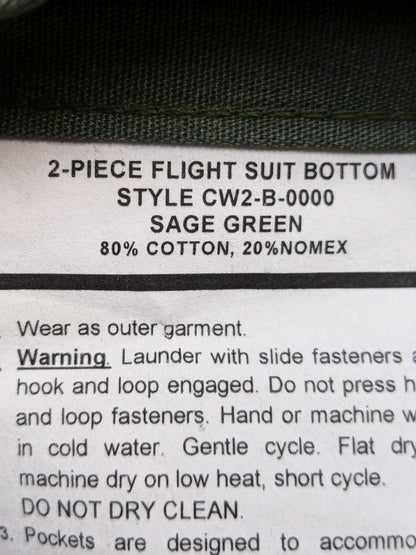 2-PIECE FLIGHT SUIT BOTTOM
STYLE CW2-B-0000
SAGE GREEN
80% COTTON, 20%NOMEX
Wear as outer garment.
Warning. Launder with slide fasteners
hook and loop engaged. Do not press
and loop fasteners. Hand or machine
in cold water. Gentle cycle. Flat dry
machine dry on low heat, short cycle.
DO NOT DRY CLEAN.
3. Pockets are designed to